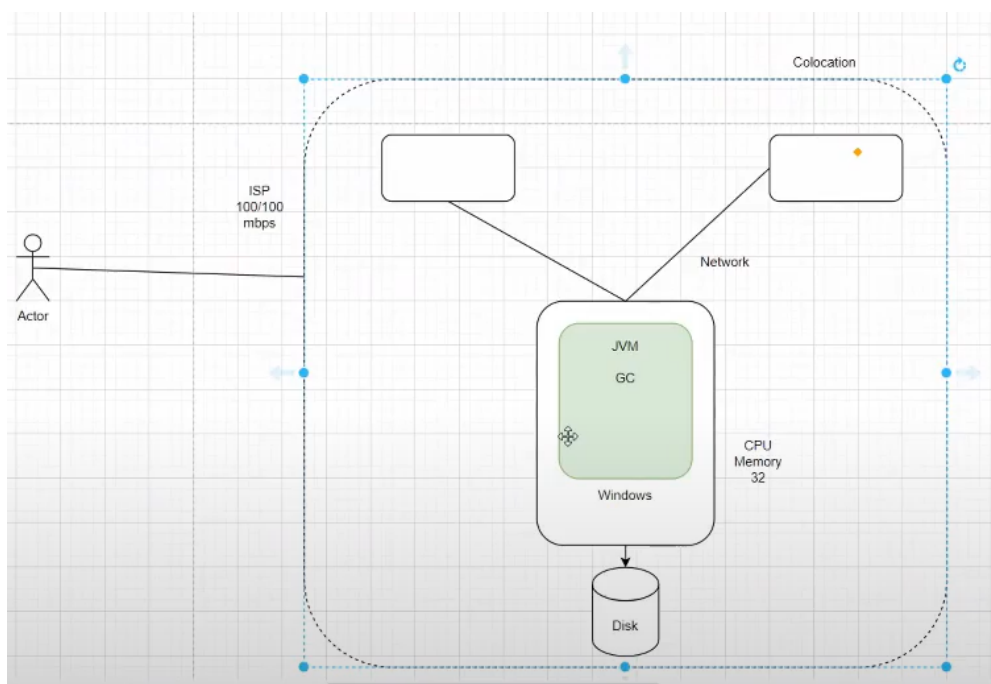 Colocation
ISP
100/100
mbps
Network
Actor
JVM
GC
CPU
Memory
32
Windows
Disk